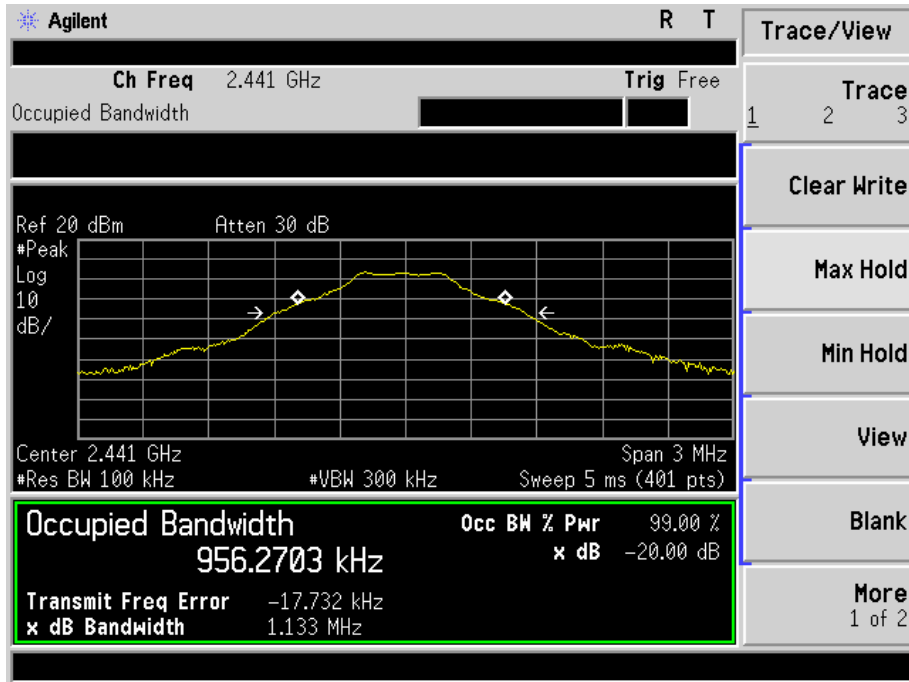 Agilent R T
Trace/View
Ch Freq 2.441 GHz Trig Free
Occupied Bandwidth
Trace
1 2 3
Clear Write
Ref 20 dBm Atten 30 dB
#Peak
Log
10
dB/
Max Hold
Min Hold
View
Center 2.441 GHz Span 3 MHz
#Res BW 100 kHz #VBW 300 kHz Sweep 5 ms (401 pts)
Occupied Bandwidth
956.2703 kHz
Occ BW % Pwr 99.00 %
x dB -20.00 dB
Blank
Transmit Freq Error -17.732 kHz
x dB Bandwidth 1.133 MHz
More
1 of 2